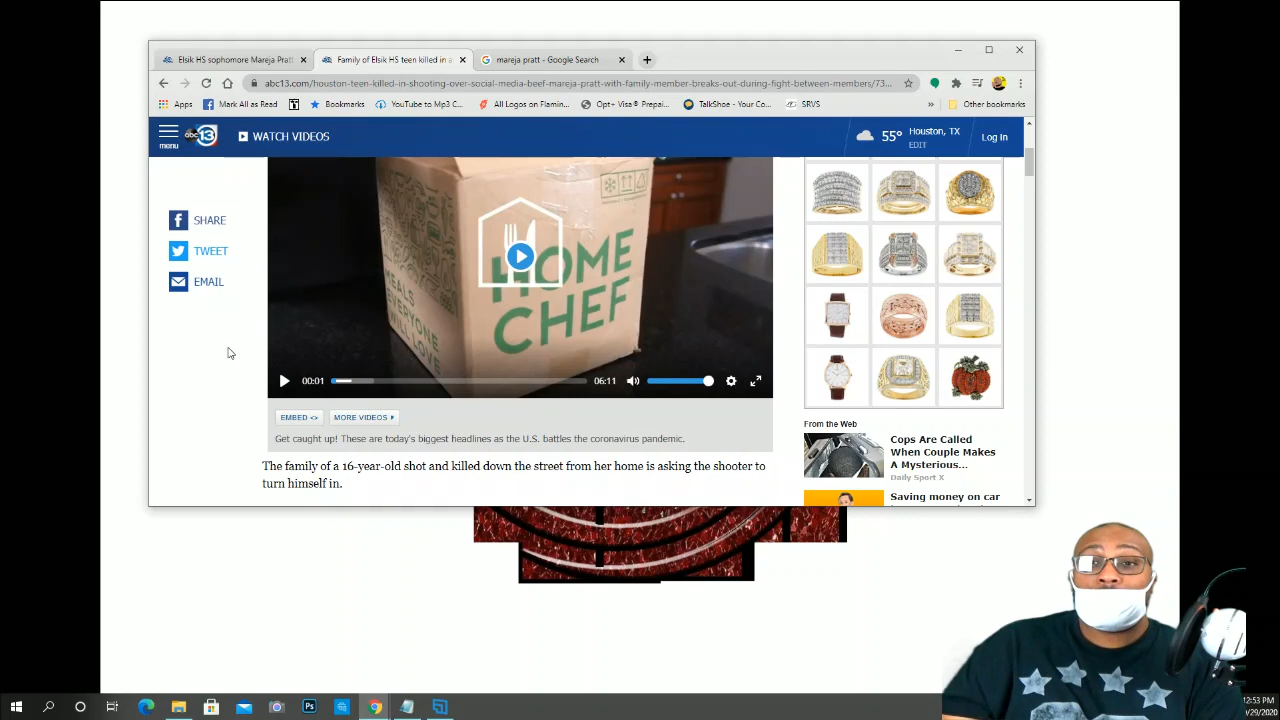 Elsik HS sophomore Mareja Prat
Family of Elsik HS teen killed in a
mareja pratt - Google Search
abc13.com/houston-teen-killed-in-shooting-over-social-media-beef-mareja-pratt-with-family-member-breaks-out-during-fight-between-members/73...
Apps
Mark All as Read
Bookmarks
YouTube to Mp3 C...
All Logos on Flamin...
Opt+ Visa® Prepai...
TalkShoe - Your Co...
SRVS
»
Other bookmarks
menu
abc13
WATCH VIDEOS
55°
Houston, TX
EDIT
Log In
SHARE
TWEET
EMAIL
HOME
CHEF
MEALS
EVERYONE
WILL LOVE
00:01
06:11
EMBED <>
MORE VIDEOS
Get caught up! These are today's biggest headlines as the U.S. battles the coronavirus pandemic.
The family of a 16-year-old shot and killed down the street from her home is asking the shooter to
turn himself in.
From the Web
Cops Are Called
When Couple Makes
A Mysterious...
Daily Sport X
Saving money on car
12:53 PM
/29/2020